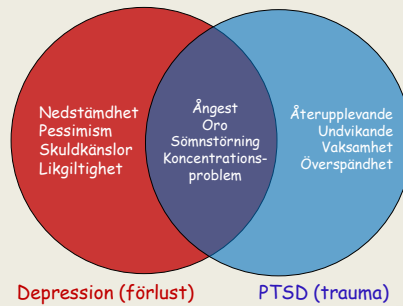 Nedstämdhet
Pessimism
Skuldkänslor
Likgiltighet
Ångest
Oro
Sömnstörning
Koncentrations-
problem
Återupplevande
Undvikande
Vaksamhet
Överspändhet
Depression (förlust)
PTSD (trauma)